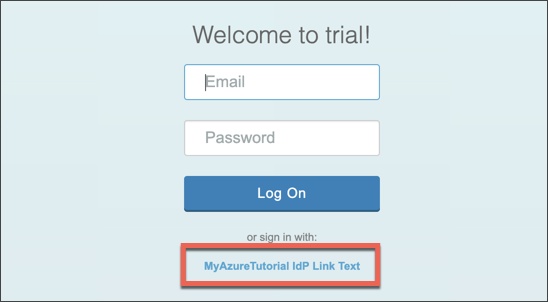 Welcome to trial!
Email
Password
Log On
or sign in with:
MyAzureTutorial IdP Link Text